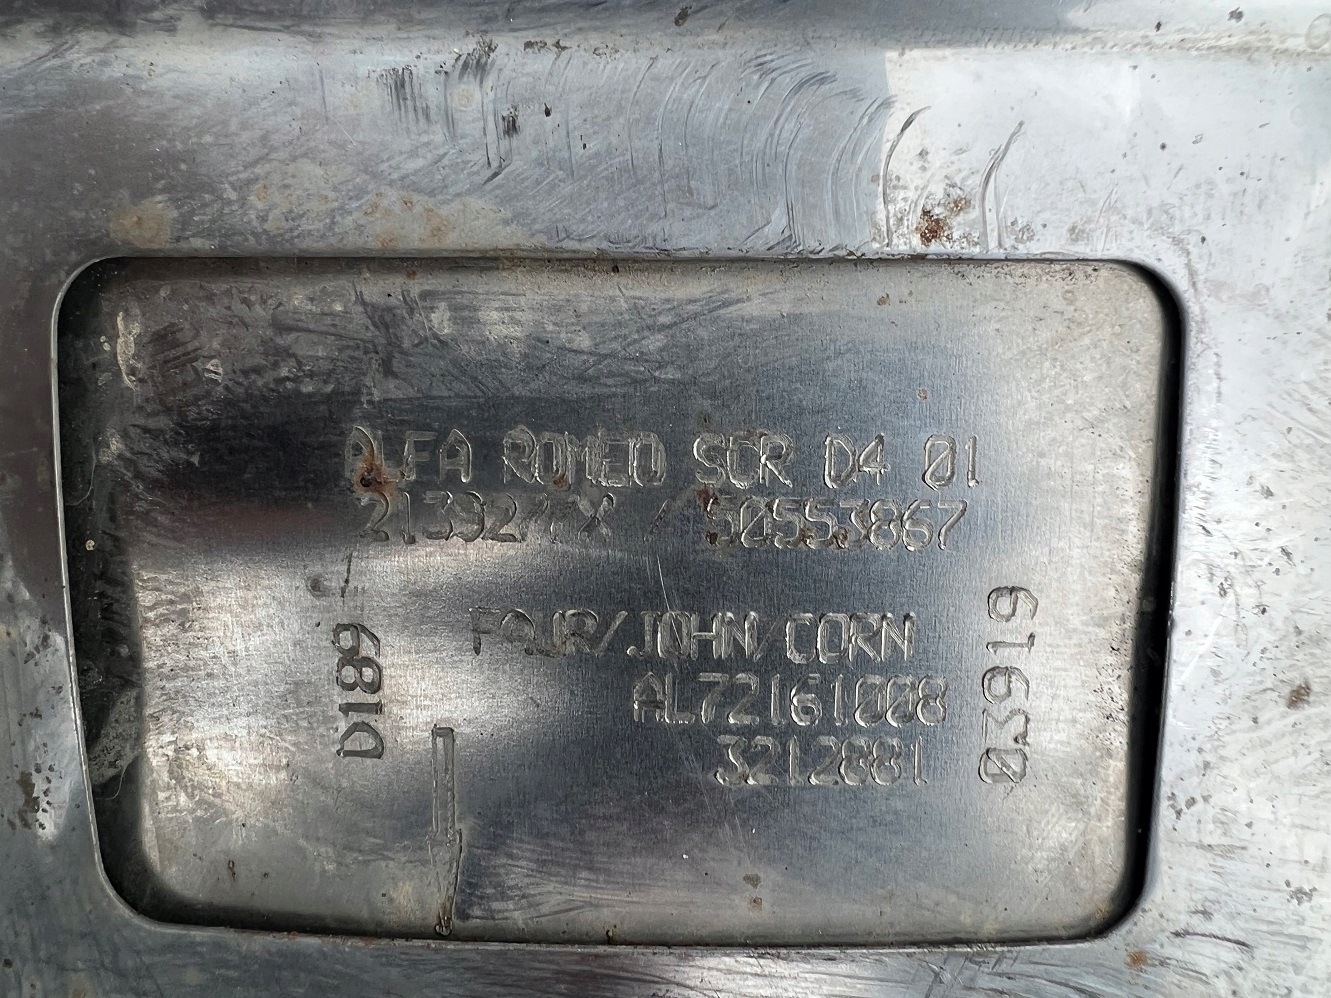 ALFA ROMEO SCR D4 01
/ 50553867
D189
FAUR/JOHN/CORN
AL72161008
3212881
03919